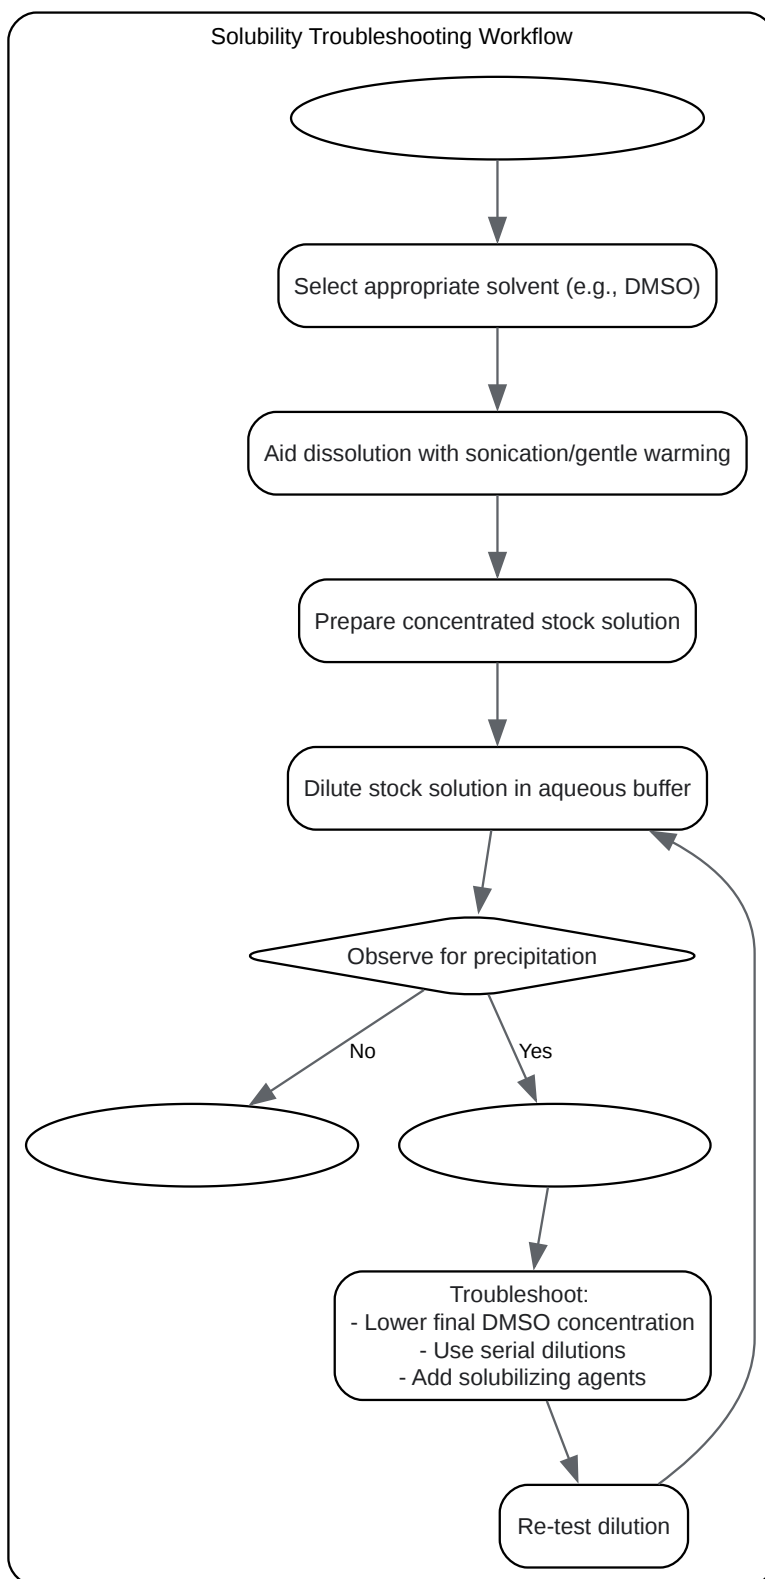 Solubility Troubleshooting Workflow
Select appropriate solvent (e.g., DMSO)
Aid dissolution with sonication/gentle warming
Prepare concentrated stock solution
Dilute stock solution in aqueous buffer
Observe for precipitation
No
Yes
Troubleshoot:
- Lower final DMSO concentration
- Use serial dilutions
- Add solubilizing agents
Re-test dilution